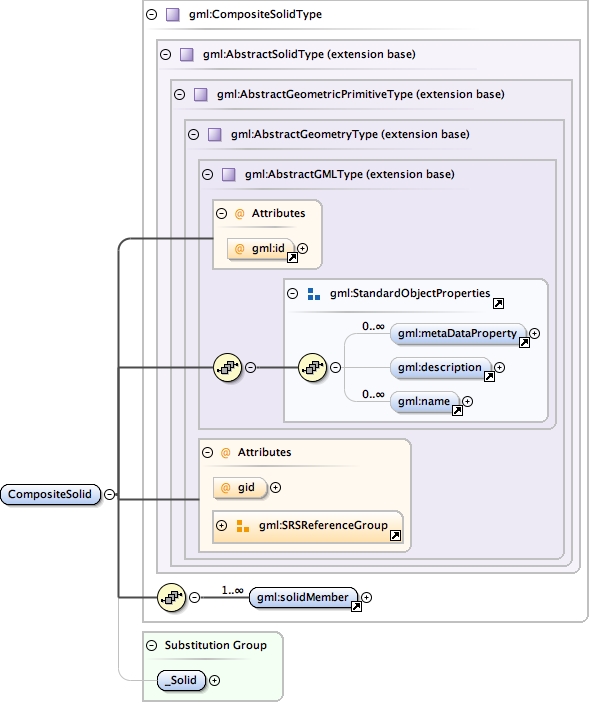 gml:CompositeSolidType
gml:AbstractSolidType (extension base)
gml:AbstractGeometricPrimitiveType (extension base)
gml:AbstractGeometryType (extension base)
gml:AbstractGMLType (extension base)
@ Attributes
@ gml:id
gml:StandardObjectProperties
0..∞
gml:metaDataProperty
gml:description
0..∞
gml:name
@ Attributes
@ gid
gml:SRSReferenceGroup
CompositeSolid
1..∞
gml:solidMember
Substitution Group
_Solid